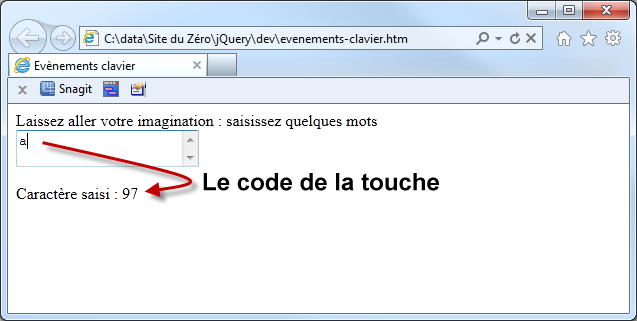 C:\data\Site du Zéro\jQuery\dev\evenements-clavier.htm
Evènements clavier
Snagit
Laissez aller votre imagination : saisissez quelques mots
a
Le code de la touche
Caractère saisi : 97